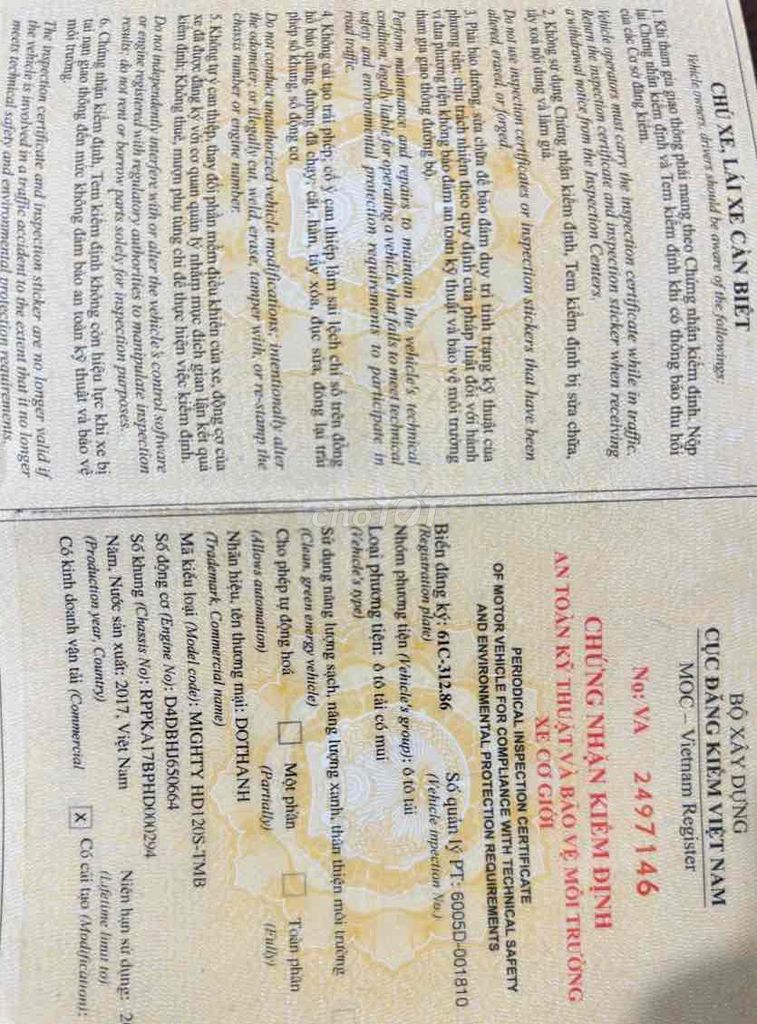 CHỦ XE, LÁI XE CẦN BIẾT
Vehicle owners, drivers should be aware of the followings:
1. Khi tham gia giao thông phải mang theo Chứng nhận kiểm định. Nộp
lại Chứng nhận kiểm định và Tem kiểm định khi có thông báo thu hồi
của các Cơ sở đăng kiểm.
Vehicle operators must carry the inspection certificate while in traffic.
Return the inspection certificate and inspection sticker when receiving
a withdrawal notice from the Inspection Centers.
2. Không sử dụng Chứng nhận kiểm định, Tem kiểm định bị sửa chữa,
tẩy xoá nội dung và làm giả.
Do not use inspection certificates or inspection stickers that have been
altered, erased, or forged.
3. Phải bảo dưỡng, sửa chữa để bảo đảm duy trì tình trạng kỹ thuật của
phương tiện; chịu trách nhiệm theo quy định của pháp luật đối với hành
vi đưa phương tiện không bảo đảm an toàn kỹ thuật và bảo vệ môi trường
tham gia giao thông đường bộ.
Perform maintenance and repairs to maintain the vehicle's technical
condition, legally liable for operating a vehicle that fails to meet technical
safety and environmental protection requirements to participate in
road traffic.
4. Không cải tạo trái phép; cố ý can thiệp làm sai lệch chỉ số trên đồng
hồ báo quãng đường đã chạy; cắt, hàn, tẩy xóa, đục sửa, đóng lại trái
phép số khung, số động cơ.
Do not conduct unauthorized vehicle modifications; intentionally alter
the odometer; or illegally cut, weld, erase, tamper with, or re-stamp the
chassis number or engine number.
5. Không tự can thiệp, thay đổi phần mềm điều khiển của xe, động cơ của
xe đã được đăng ký với cơ quan quản lý nhằm mục đích gian lận kết quả
kiểm định; Không thuê, mượn phụ tùng chỉ để thực hiện việc kiểm định.
Do not independently interfere with or alter the vehicle's control software
or engine registered with regulatory authorities to manipulate inspection
results; do not rent or borrow parts solely for inspection purposes.
6. Chứng nhận kiểm định, Tem kiểm định không còn hiệu lực khi xe bị
tai nạn giao thông đến mức không đảm bảo an toàn kỹ thuật và bảo vệ
môi trường.
The inspection certificate and inspection sticker are no longer valid if
the vehicle is involved in a traffic accident to the extent that it no longer
meets technical safety and environmental protection requirements.
BỘ XÂY DỰNG
CỤC ĐĂNG KIỂM VIỆT NAM
MOC – Vietnam Register
No: VA 2497146
CHỨNG NHẬN KIỂM ĐỊNH
AN TOÀN KỸ THUẬT VÀ BẢO VỆ MÔI TRƯỜNG
XE CƠ GIỚI
PERIODICAL INSPECTION CERTIFICATE
OF MOTOR VEHICLE FOR COMPLIANCE WITH TECHNICAL SAFETY
AND ENVIRONMENTAL PROTECTION REQUIREMENTS
Biển đăng ký: 61C-312.86 Số quản lý PT: 6005D-001810
(Registration plate) (Vehicle inpection No.)
Nhóm phương tiện (Vehicle's group): ô tô tải
Loại phương tiện: ô tô tải có mui
(Vehicle's type)
Sử dụng năng lượng sạch, năng lượng xanh, thân thiện môi trường
(Clean, green energy vehicle)
Cho phép tự động hoá Một phần Toàn phần
(Allows automation) (Partially) (Fully)
Nhãn hiệu, tên thương mại: DOTHANH
(Trademark, Commercial name)
Mã kiểu loại (Model code): MIGHTY HD120S-TMB
Số động cơ (Engine No): D4DBHJ650664
Số khung (Chassis No): RPPKA17BPHD000294
Năm, Nước sản xuất: 2017, Việt Nam Niên hạn sử dụng:
(Production year, Country) (Lifetime limit to)
Có kinh doanh vận tải (Commercial X Có cải tạo (Modification):